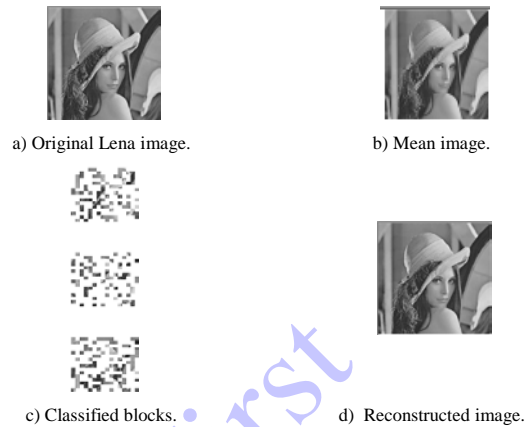 a) Original Lena image.
b) Mean image.
c) Classified blocks.
d) Reconstructed image.